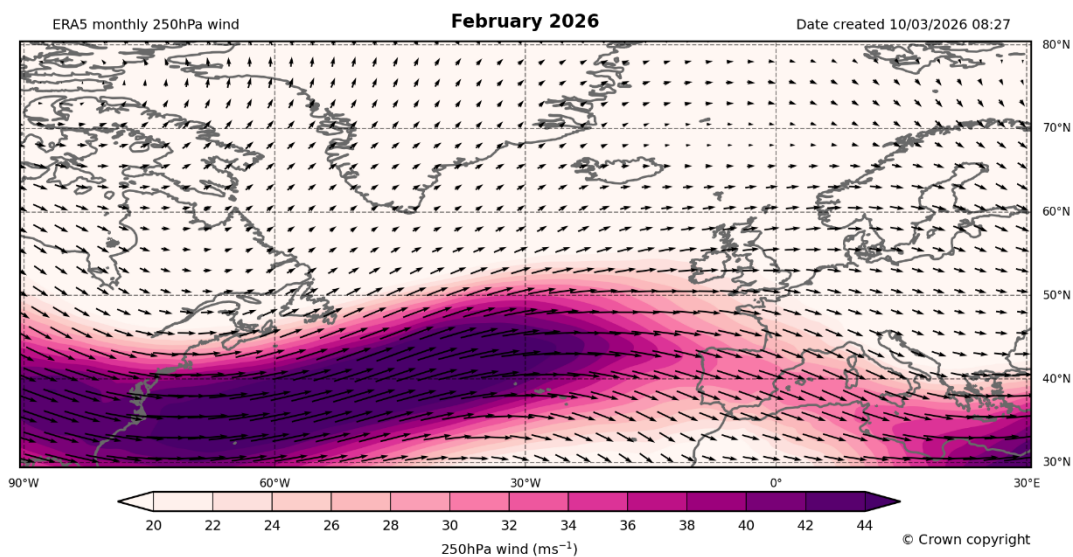 ERA5 monthly 250hPa wind
February 2026
Date created 10/03/2026 08:27
80°N
70°N
60°N
50°N
40°N
30°N
90°W 60°W 30°W 0° 30°E
20 22 24 26 28 30 32 34 36 38 40 42 44
250hPa wind (ms⁻¹)
© Crown copyright